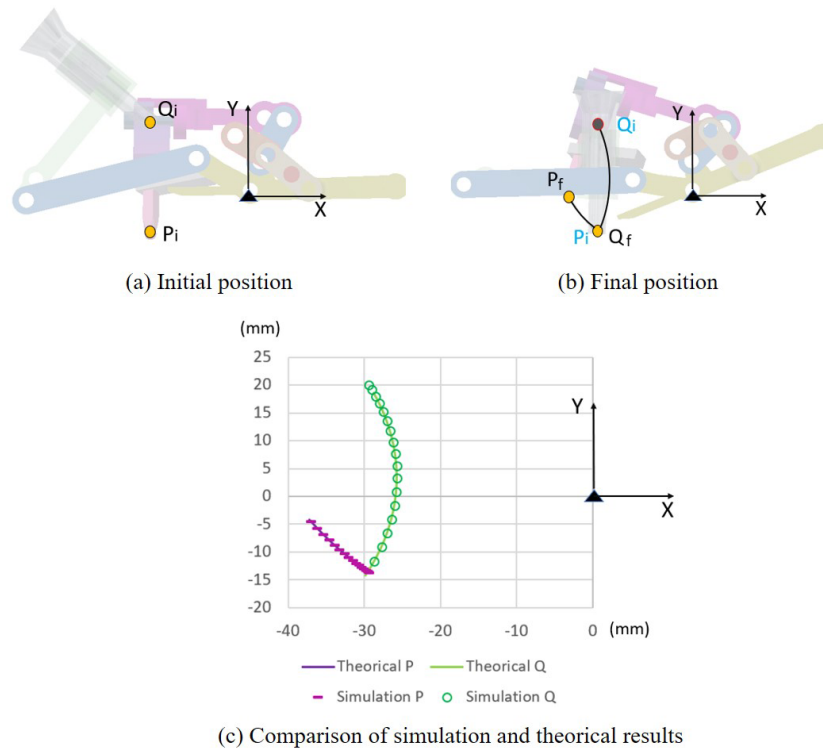 Qi
Y
X
Pi
(a) Initial position
Qi
Y
Pf
X
Pi
Qf
(b) Final position
(mm)
25
20
15
10
5
0
-5
-10
-15
-20
Y
X
-40
-30
-20
-10
0
(mm)
Theorical P
Theorical Q
Simulation P
Simulation Q
(c) Comparison of simulation and theorical results